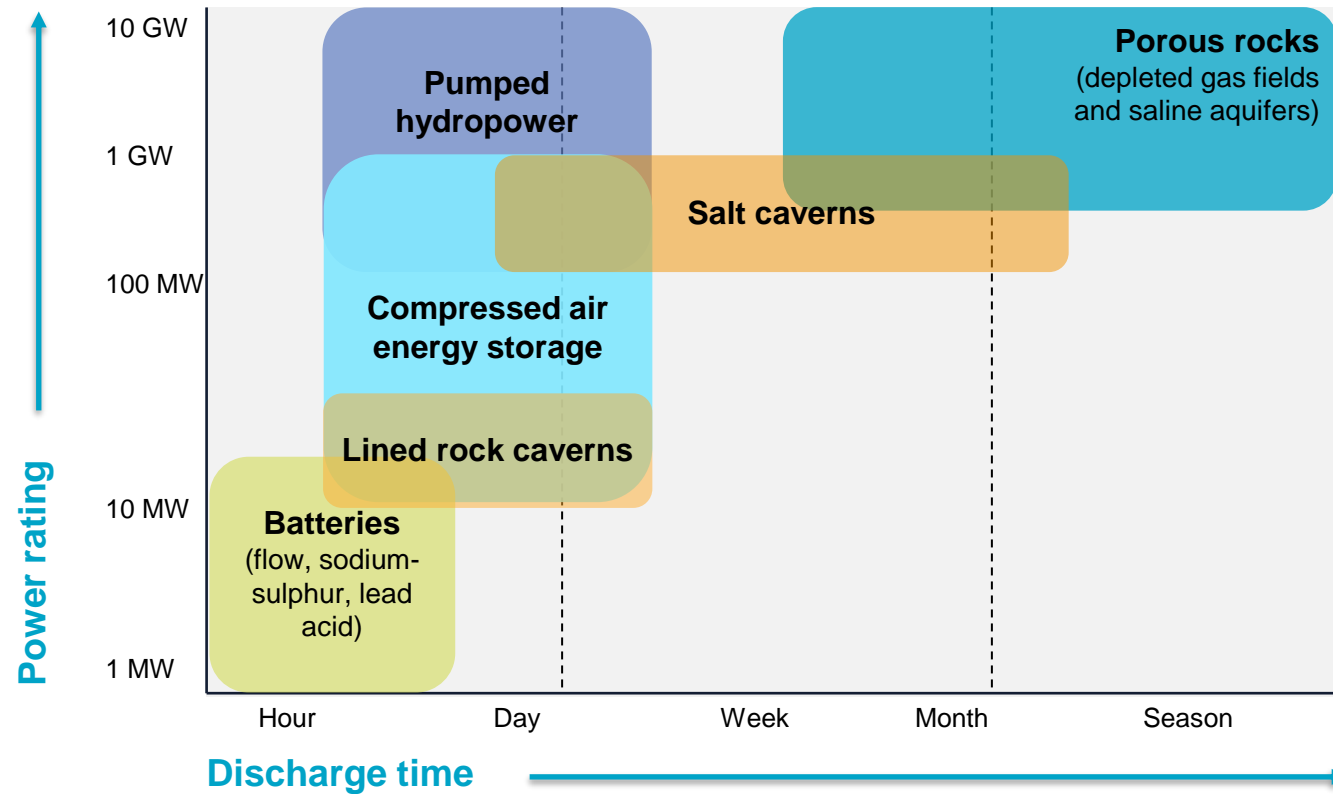 10 GW
1 GW
100 MW
10 MW
1 MW
Power rating
Pumped
hydropower
Porous rocks
(depleted gas fields
and saline aquifers)
Salt caverns
Compressed air
energy storage
Lined rock caverns
Batteries
(flow, sodium-
sulphur, lead
acid)
Hour
Day
Week
Month
Season
Discharge time